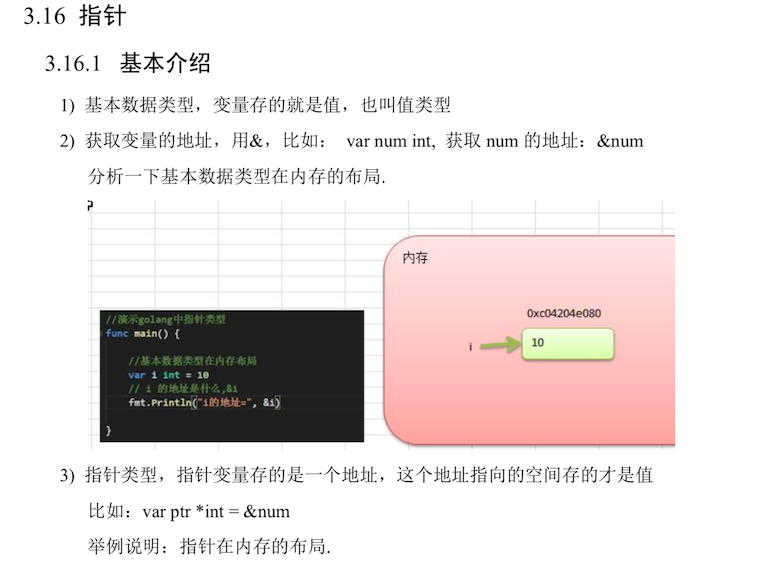 3.16 指针
3.16.1 基本介绍
1) 基本数据类型，变量存的就是值，也叫值类型
2) 获取变量的地址，用&，比如： var num int, 获取 num 的地址：&num
分析一下基本数据类型在内存的布局.
内存
0xc04204e080
i
10
//演示golang中指针类型
func main() {
//基本数据类型在内存布局
var i int = 10
// i 的地址是什么,&i
fmt.Println("i的地址=", &i)
}
3) 指针类型，指针变量存的是一个地址，这个地址指向的空间存的才是值
比如：var ptr *int = &num
举例说明：指针在内存的布局.